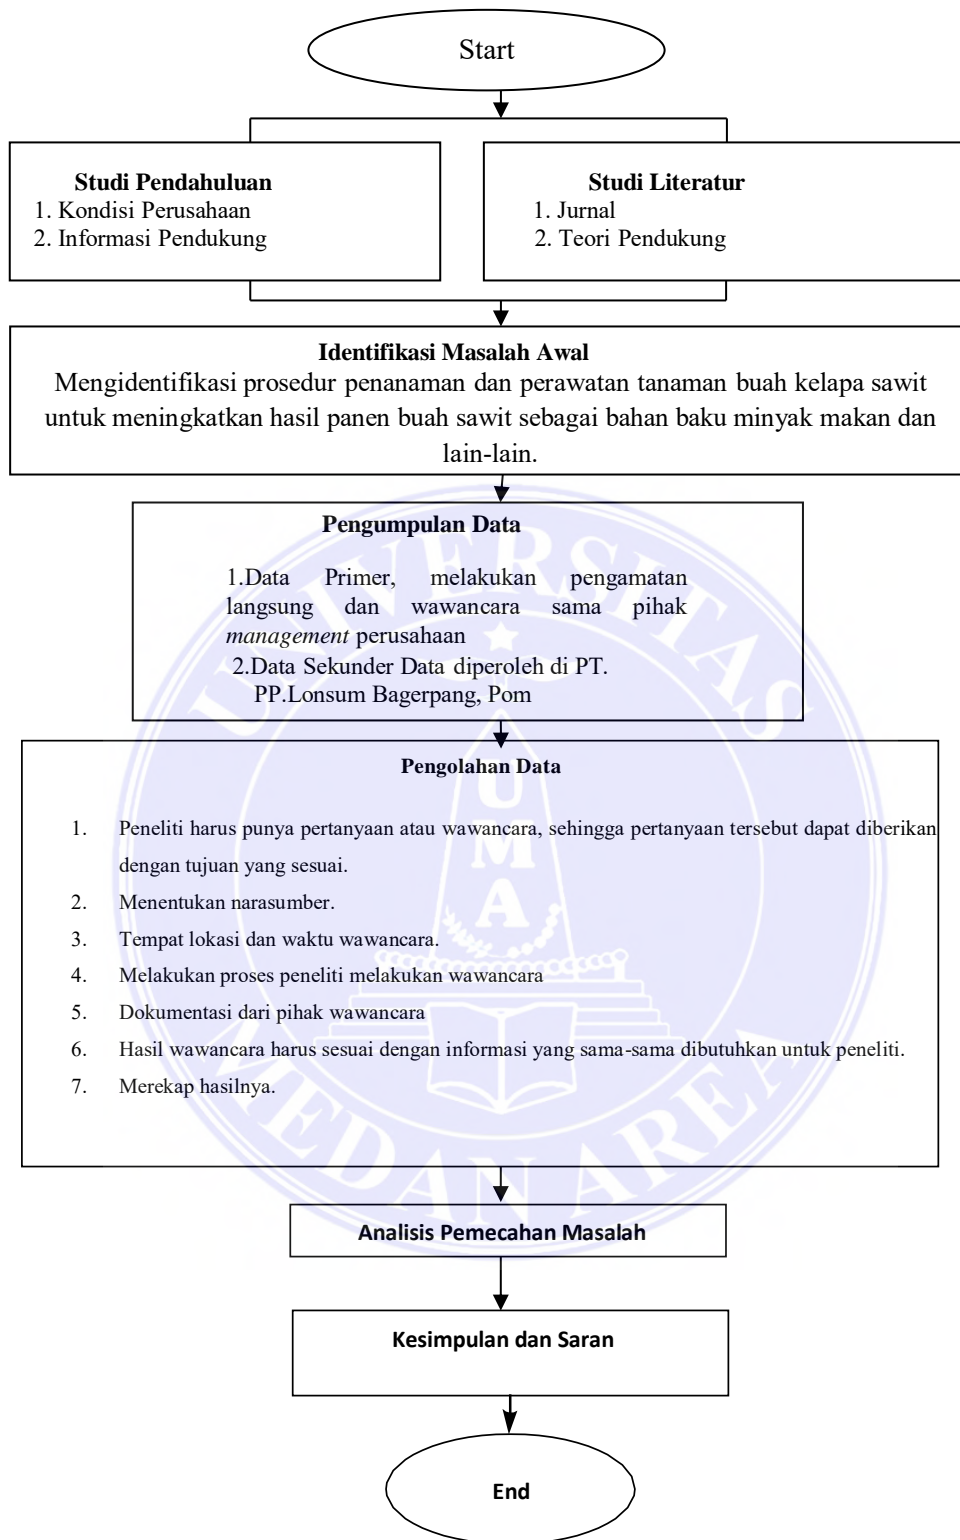 Start
Studi Pendahuluan
1. Kondisi Perusahaan
2. Informasi Pendukung
Studi Literatur
1. Jurnal
2. Teori Pendukung
Identifikasi Masalah Awal
Mengidentifikasi prosedur penanaman dan perawatan tanaman buah kelapa sawit
untuk meningkatkan hasil panen buah sawit sebagai bahan baku minyak makan dan
lain-lain.
Pengumpulan Data
1.Data Primer, melakukan pengamatan
langsung dan wawancara sama pihak
management perusahaan
2.Data Sekunder Data diperoleh di PT.
PP.Lonsum Bagerpang, Pom
Pengolahan Data
1. Peneliti harus punya pertanyaan atau wawancara, sehingga pertanyaan tersebut dapat diberikan
dengan tujuan yang sesuai.
2. Menentukan narasumber.
3. Tempat lokasi dan waktu wawancara.
4. Melakukan proses peneliti melakukan wawancara
5. Dokumentasi dari pihak wawancara
6. Hasil wawancara harus sesuai dengan informasi yang sama-sama dibutuhkan untuk peneliti.
7. Merekap hasilnya.
Analisis Pemecahan Masalah
Kesimpulan dan Saran
End
UNIVERSITAS
UMA
MEDAN AREA